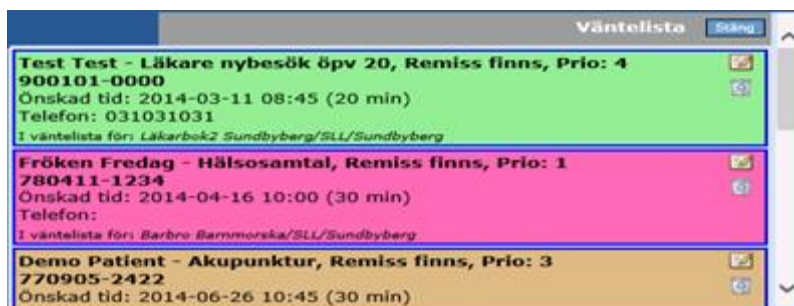 Väntelista Stäng
Test Test - Läkare nybesök öpv 20, Remiss finns, Prio: 4
900101-0000
Önskad tid: 2014-03-11 08:45 (20 min)
Telefon: 031031031
I väntelista för: Läkarbok2 Sundbyberg/SLL/Sundbyberg
Fröken Fredag - Hälsosamtal, Remiss finns, Prio: 1
780411-1234
Önskad tid: 2014-04-16 10:00 (30 min)
Telefon:
I väntelista för: Barbro Barnmorska/SLL/Sundbyberg
Demo Patient - Akupunktur, Remiss finns, Prio: 3
770905-2422
Önskad tid: 2014-06-26 10:45 (30 min)